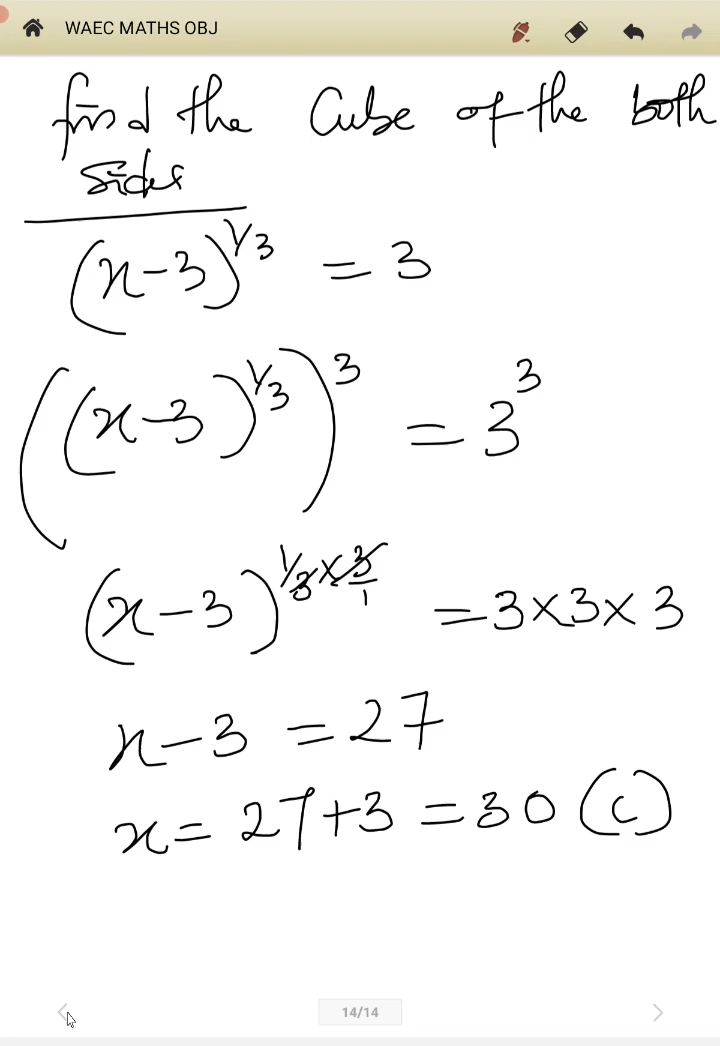 WAEC MATHS OBJ
find the Cube of the both
sides
(x-3)^1/3 = 3
((x-3)^1/3)^3 = 3^3
(x-3)^1/3×3/1 = 3×3×3
x-3 = 27
x = 27+3 = 30 (c)
14/14